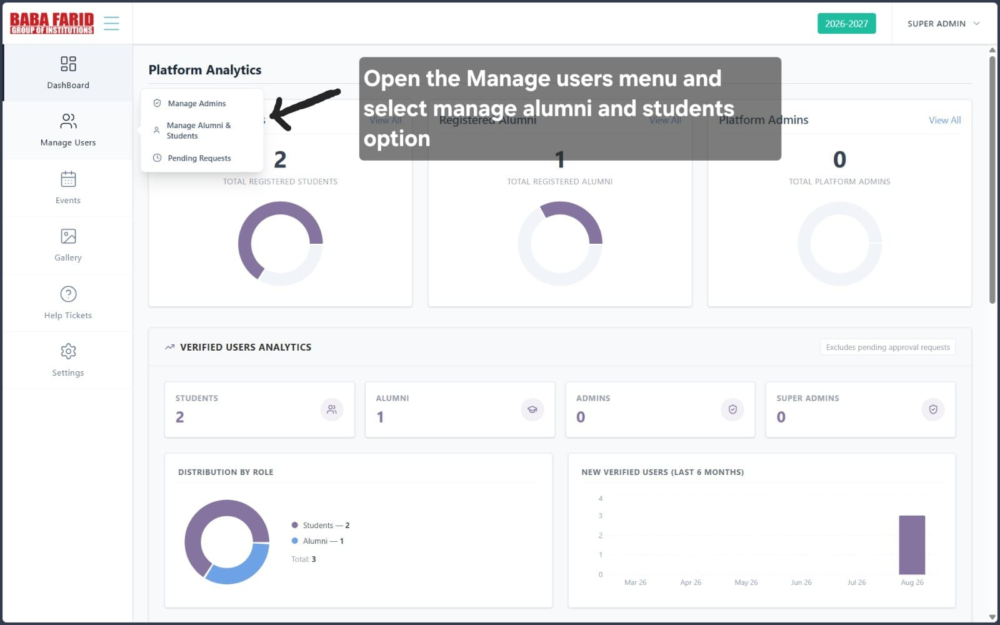 BABA FARID
GROUP OF INSTITUTIONS
2026-2027
SUPER ADMIN
DashBoard
Manage Users
Events
Gallery
Help Tickets
Settings
Platform Analytics
Manage Admins
Manage Alumni &
Students
Pending Requests
Open the Manage users menu and
select manage alumni and students
option
View All
2
TOTAL REGISTERED STUDENTS
Registered Alumni
View All
1
TOTAL REGISTERED ALUMNI
Platform Admins
View All
0
TOTAL PLATFORM ADMINS
VERIFIED USERS ANALYTICS
Excludes pending approval requests
STUDENTS
2
ALUMNI
1
ADMINS
0
SUPER ADMINS
0
DISTRIBUTION BY ROLE
Students — 2
Alumni — 1
Total: 3
NEW VERIFIED USERS (LAST 6 MONTHS)
4
3
2
1
0
Mar 26
Apr 26
May 26
Jun 26
Jul 26
Aug 26